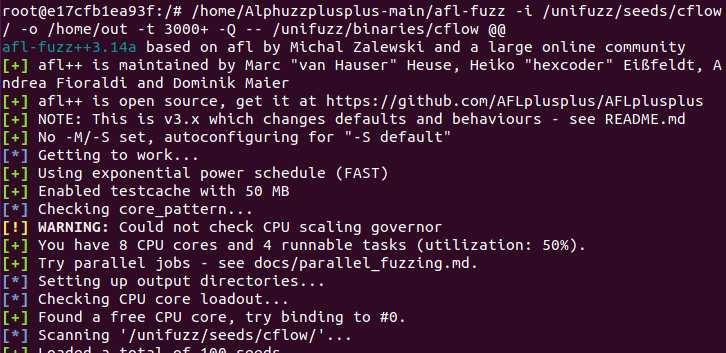 root@e17cfb1ea93f:/# /home/Alphuzzplusplus-main/afl-fuzz -i /unifuzz/seeds/cflow
/ -o /home/out -t 3000+ -Q -- /unifuzz/binaries/cflow @@
afl-fuzz++3.14a based on afl by Michal Zalewski and a large online community
[+] afl++ is maintained by Marc "van Hauser" Heuse, Heiko "hexcoder" Eißfeldt, A
ndrea Fioraldi and Dominik Maier
[+] afl++ is open source, get it at https://github.com/AFLplusplus/AFLplusplus
[+] NOTE: This is v3.x which changes defaults and behaviours - see README.md
[+] No -M/-S set, autoconfiguring for "-S default"
[*] Getting to work...
[+] Using exponential power schedule (FAST)
[+] Enabled testcache with 50 MB
[*] Checking core_pattern...
[!] WARNING: Could not check CPU scaling governor
[+] You have 8 CPU cores and 4 runnable tasks (utilization: 50%).
[+] Try parallel jobs - see docs/parallel_fuzzing.md.
[*] Setting up output directories...
[*] Checking CPU core loadout...
[+] Found a free CPU core, try binding to #0.
[*] Scanning '/unifuzz/seeds/cflow/'...
[+] Loaded a total of 100 seeds.